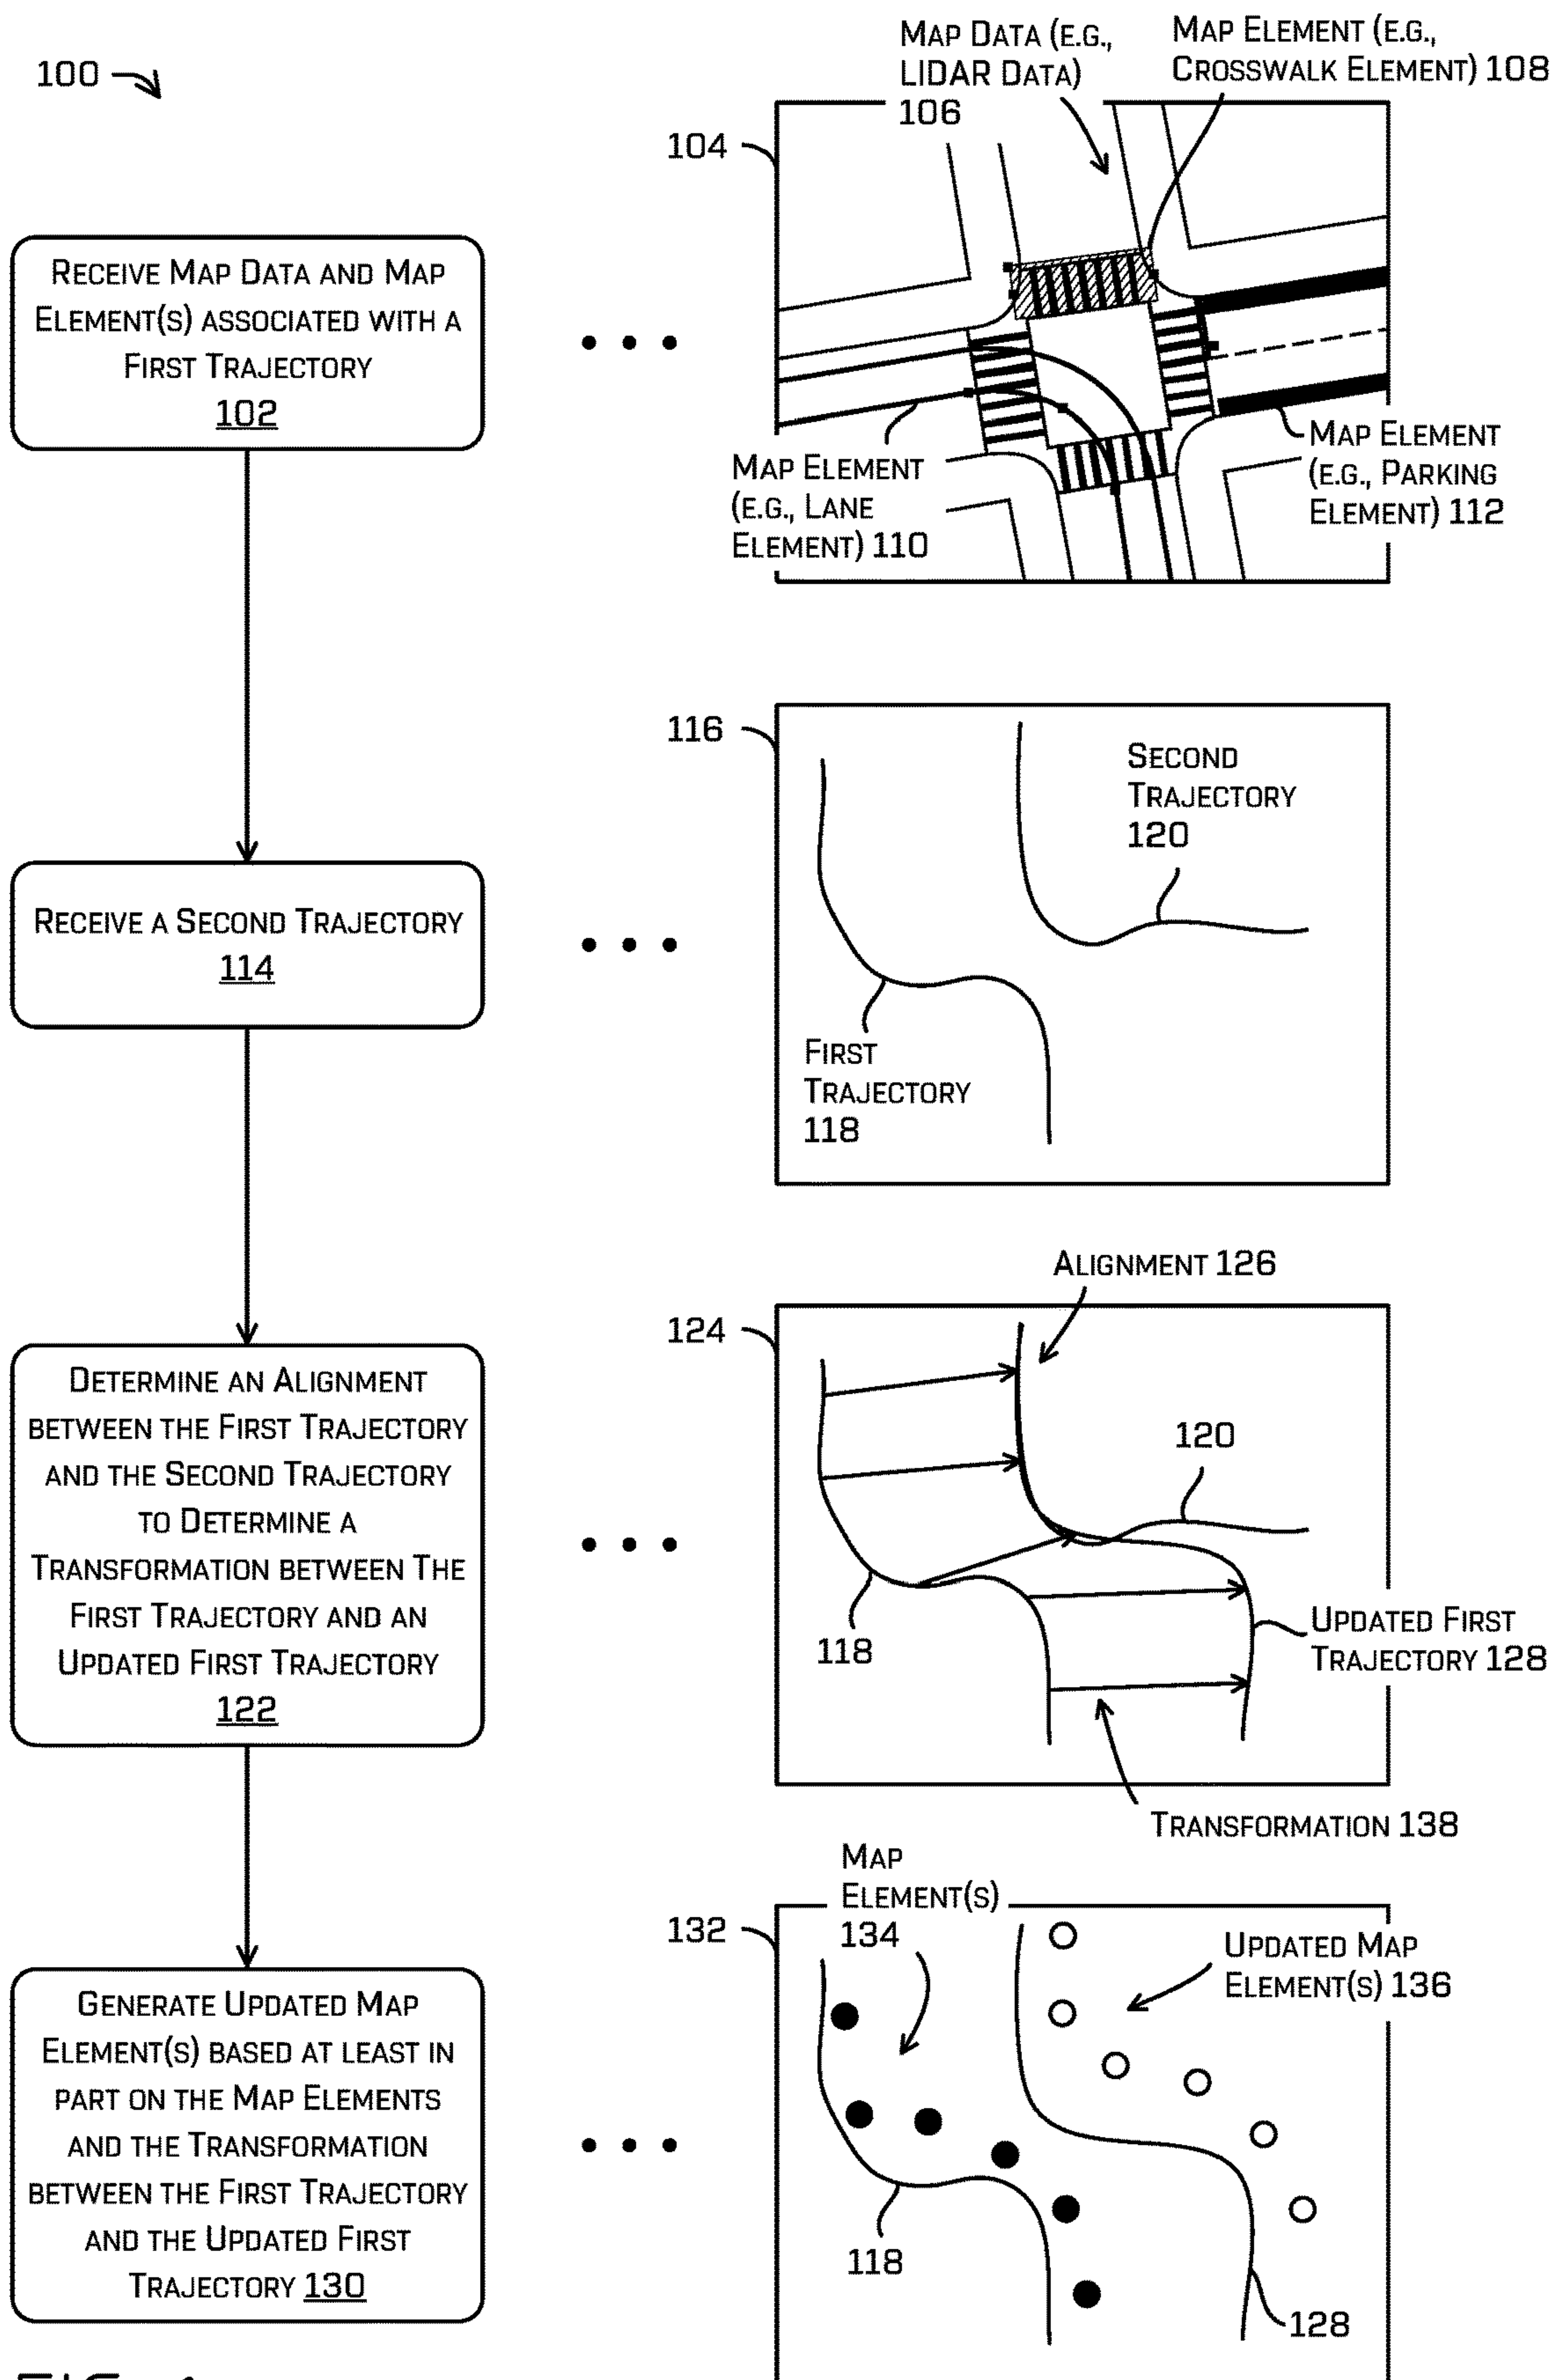 100
MAP DATA (E.G.,
LIDAR DATA)
106
MAP ELEMENT (E.G.,
CROSSWALK ELEMENT) 108
104
RECEIVE MAP DATA AND MAP
ELEMENT(S) ASSOCIATED WITH A
FIRST TRAJECTORY
102
MAP ELEMENT
(E.G., LANE
ELEMENT) 110
MAP ELEMENT
(E.G., PARKING
ELEMENT) 112
116
SECOND
TRAJECTORY
120
RECEIVE A SECOND TRAJECTORY
114
FIRST
TRAJECTORY
118
ALIGNMENT 126
124
DETERMINE AN ALIGNMENT
BETWEEN THE FIRST TRAJECTORY
AND THE SECOND TRAJECTORY
TO DETERMINE A
TRANSFORMATION BETWEEN THE
FIRST TRAJECTORY AND AN
UPDATED FIRST TRAJECTORY
122
120
118
UPDATED FIRST
TRAJECTORY 128
TRANSFORMATION 138
MAP
ELEMENT(S)
134
132
UPDATED MAP
ELEMENT(S) 136
GENERATE UPDATED MAP
ELEMENT(S) BASED AT LEAST IN
PART ON THE MAP ELEMENTS
AND THE TRANSFORMATION
BETWEEN THE FIRST TRAJECTORY
AND THE UPDATED FIRST
TRAJECTORY 130
118
128